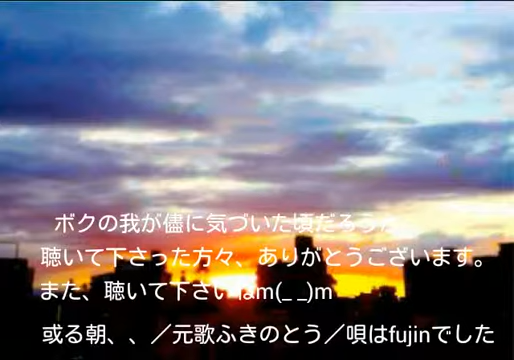 ボクの我が儘に気づいた頃だろうか
聴いて下さった方々、ありがとうございます。
また、聴いて下さいねm(_ _)m
或る朝、、／元歌ふきのとう／唄はfujinでした